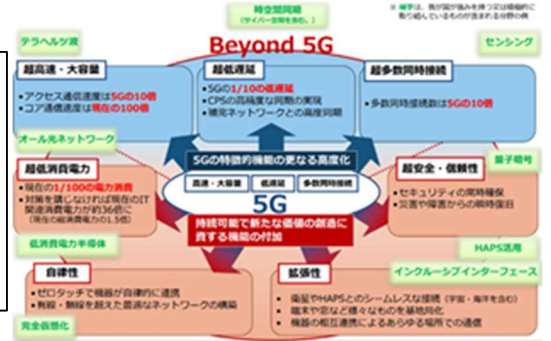 時空間同期
(サイバー空間を含む。)
※ 緑字は、我が国が強みを持つ又は積極的に
取り組んでいるものが含まれる分野の例
テラヘルツ波
Beyond 5G
センシング
超高速・大容量
超低遅延
超多数同時接続
•アクセス通信速度は5Gの10倍
•コア通信速度は現在の100倍
•5Gの1/10の低遅延
•CPSの高精度な同期の実現
•補完ネットワークとの高度同期
•多数同時接続数は5Gの10倍
オール光ネットワーク
5Gの特徴的機能の更なる高度化
量子暗号
超低消費電力
高速・大容量
低遅延
多数同時接続
超安全・信頼性
•現在の1/100の電力消費
•対策を講じなければ現在のIT
関連消費電力が約36倍に
(現在の総消費電力の1.5倍)
5G
•セキュリティの常時確保
•災害や障害からの瞬時復旧
持続可能で新たな価値の創造に
資する機能の付加
低消費電力半導体
HAPS活用
自律性
拡張性
インクルーシブインターフェース
•ゼロタッチで機器が自律的に連携
•有線・無線を超えた最適なネットワークの構築
• 衛星やHAPSとのシームレスな接続(宇宙・海洋を含む)
• 端末や窓など様々なものを基地局化
• 機器の相互連携によるあらゆる場所での通信
完全仮想化